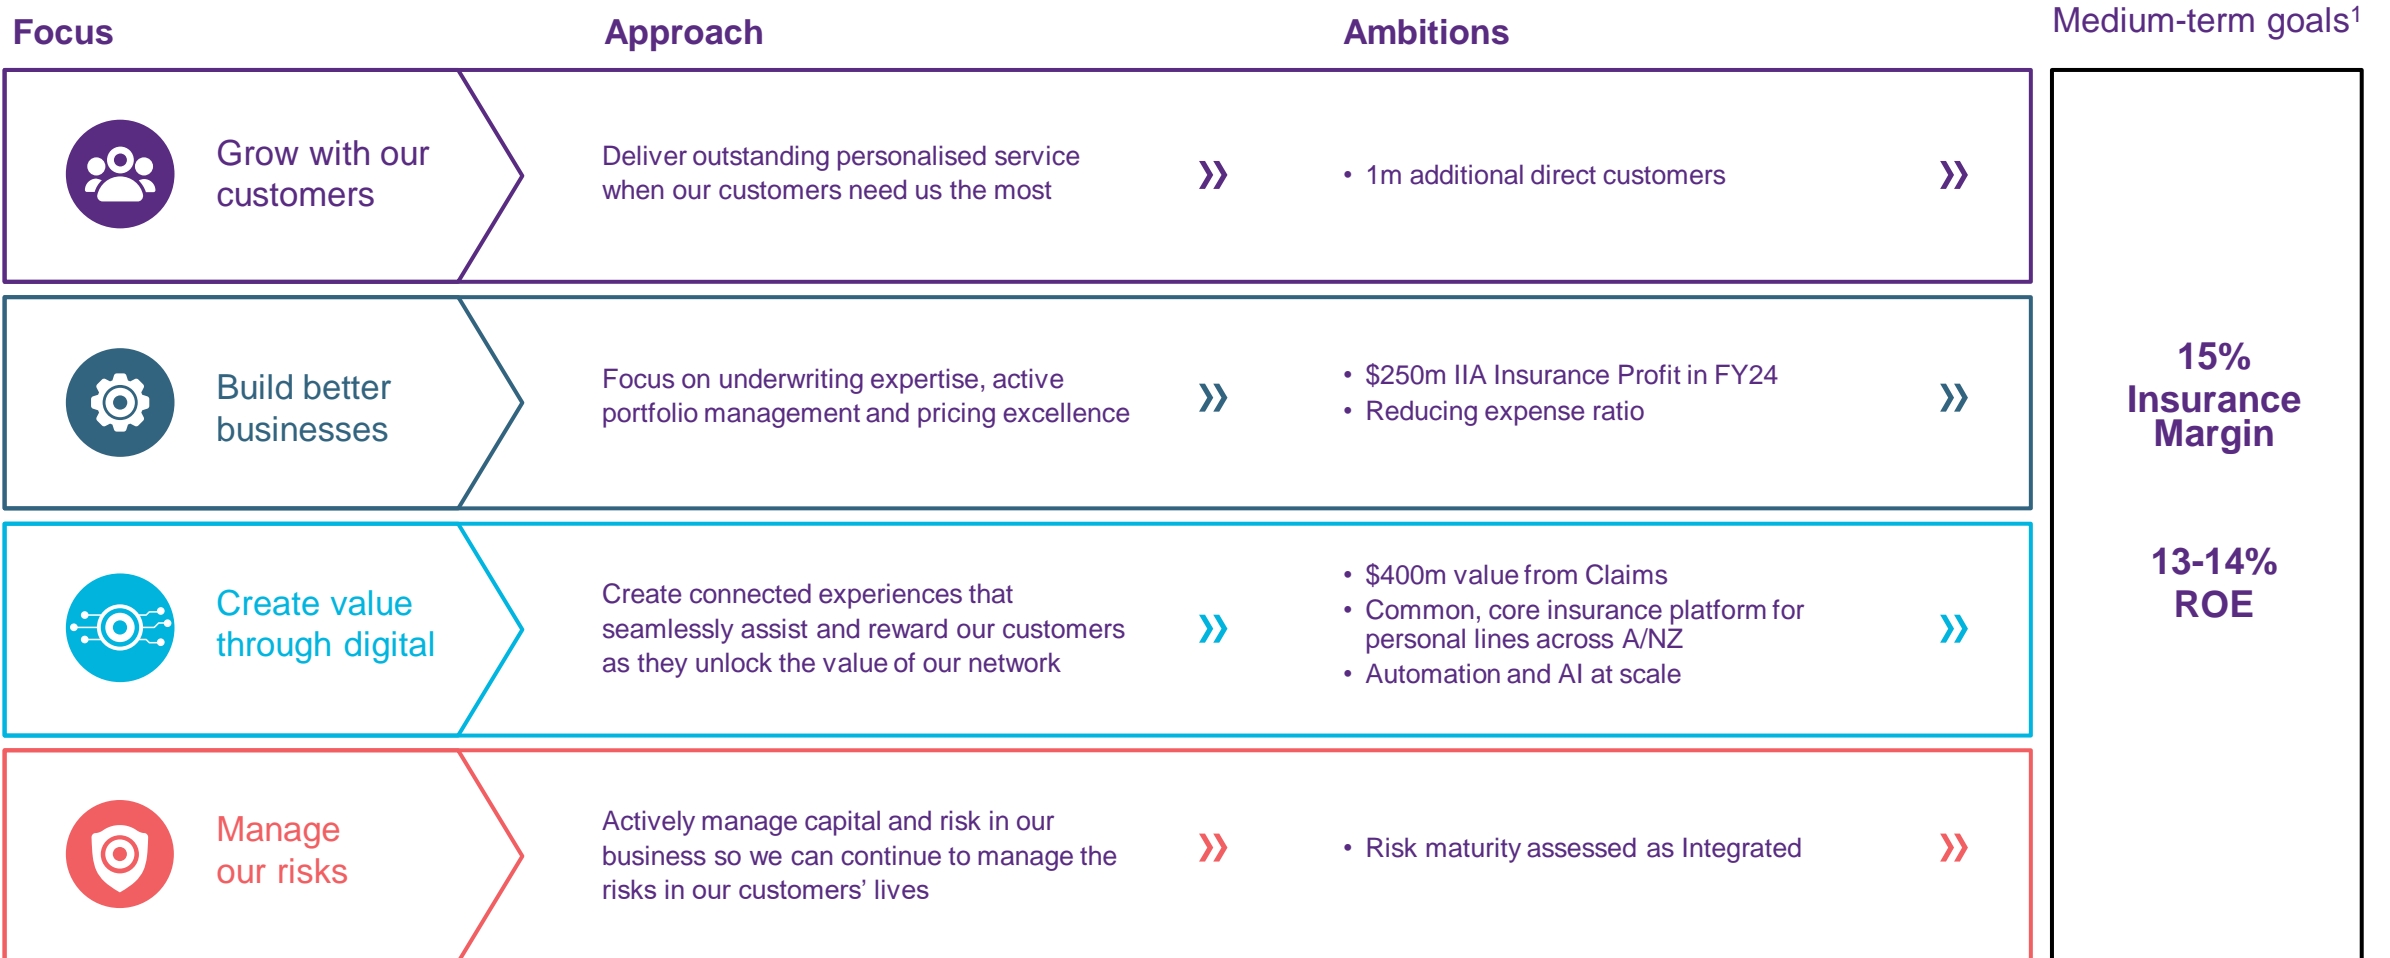 Focus
Approach
Ambitions
Medium-term goals¹
Grow with our
customers
Deliver outstanding personalised service
when our customers need us the most
• 1m additional direct customers
Build better
businesses
Focus on underwriting expertise, active
portfolio management and pricing excellence
• $250m IIA Insurance Profit in FY24
• Reducing expense ratio
Create value
through digital
Create connected experiences that
seamlessly assist and reward our customers
as they unlock the value of our network
• $400m value from Claims
• Common, core insurance platform for
personal lines across A/NZ
• Automation and AI at scale
Manage
our risks
Actively manage capital and risk in our
business so we can continue to manage the
risks in our customers’ lives
• Risk maturity assessed as Integrated
15%
Insurance
Margin
13-14%
ROE